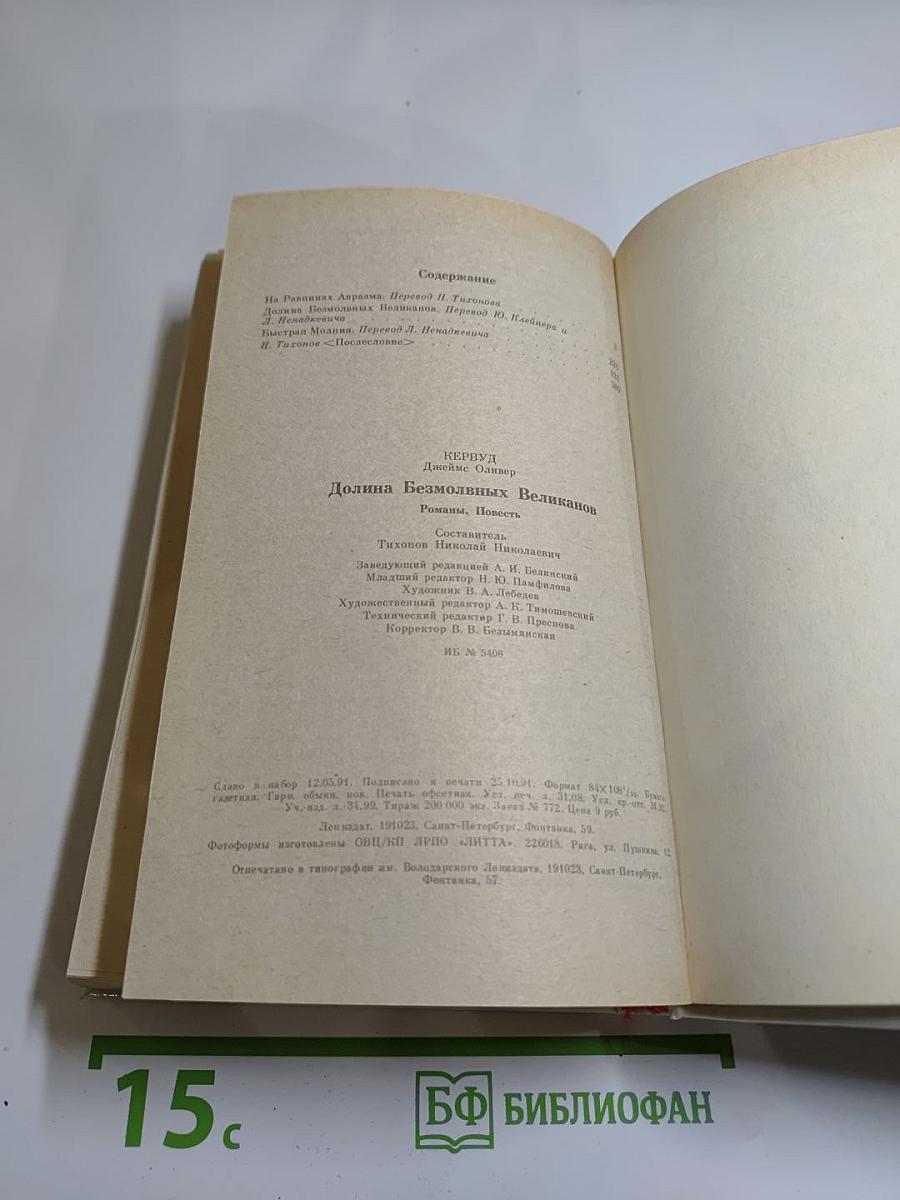 Содержание
На Равнинах Авраама. Перевод Н. Тихонова
Долина Безмолвных Великанов. Перевод Ю. Клейнера и
Л. Ненадкевича
Быстрая Молния. Перевод Л. Ненадкевича
Н. Тихонов <Послесловие>
КЕРВУД
Джеймс Оливер
Долина Безмолвных Великанов
Романы, Повесть
Составитель
Тихонов Николай Николаевич
Заведующий редакцией А. И. Белинский
Младший редактор Н. Ю. Памфилова
Художник В. А. Лебедев
Художественный редактор А. К. Тимошевский
Технический редактор Г. В. Преснова
Корректор В. В. Безымянская
ИБ № 5406
Сдано в набор 12.05.91. Подписано к печати 25.10.91. Формат 84×108¹/₃₂. Бумага
газетная. Гарн. обыкн. нов. Печать офсетная. Усл. печ. л. 31,08. Усл. кр.-отт.
Уч.-изд. л. 34,99. Тираж 200 000 экз. Заказ № 772. Цена 9 руб.
Лениздат, 191023, Санкт-Петербург, Фонтанка, 59.
Фотоформы изготовлены ОВЦ/КП ЛРПО «ЛИТТА». 226018, Рига, ул. Пушкина, 12
Отпечатано в типографии им. Володарского Лениздата, 191023, Санкт-Петербург,
Фонтанка, 57.
15 с
БФ БИБЛИОФАН